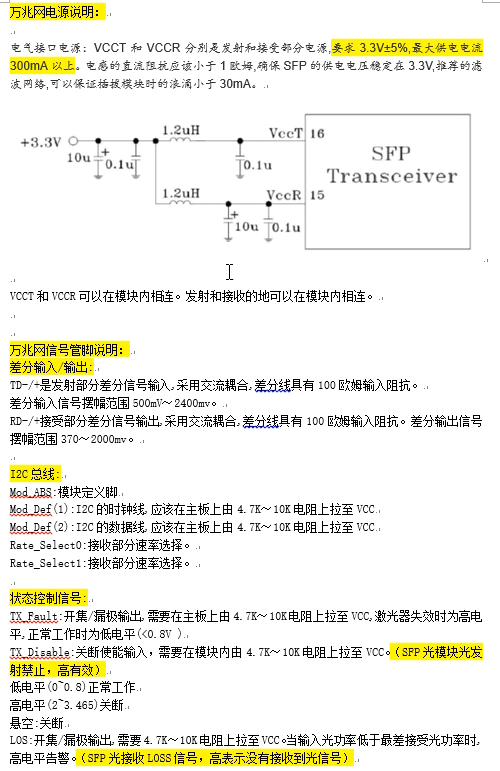 万兆网电源说明：
电气接口电源: VCCT 和 VCCR 分别是发射和接受部分电源,要求 3.3V±5%,最大供电电流
300mA 以上。电感的直流阻抗应该小于 1 欧姆,确保 SFP 的供电电压稳定在 3.3V,推荐的滤
波网络,可以保证插拔模块时的浪涌小于 30mA。
+3.3V
10u
+
0.1u
1.2uH
VccT
16
0.1u
1.2uH
VccR
15
+
10u
0.1u
SFP
Transceiver
VCCT 和 VCCR 可以在模块内相连。发射和接收的地可以在模块内相连。
万兆网信号管脚说明：
差分输入/输出:
TD-/+是发射部分差分信号输入,采用交流耦合,差分线具有 100 欧姆输入阻抗。
差分输入信号摆幅范围 500mV～2400mv。
RD-/+接受部分差分信号输出,采用交流耦合,差分线具有 100 欧姆输入阻抗。差分输出信号
摆幅范围 370～2000mv。
I2C 总线:
Mod_ABS:模块定义脚
Mod_Def(1):I2C 的时钟线,应该在主板上由 4.7K～10K 电阻上拉至 VCC
Mod_Def(2):I2C 的数据线,应该在主板上由 4.7K～10K 电阻上拉至 VCC
Rate_Select0:接收部分速率选择。
Rate_Select1:接收部分速率选择。
状态控制信号:
TX_Fault:开集/漏极输出,需要在主板上由 4.7K～10K电阻上拉至 VCC,激光器失效时为高电
平,正常工作时为低电平(<0.8V )
TX_Disable:关断使能输入，需要在模块内由 4.7K～10K 电阻上拉至 VCC。（SFP 光模块光发
射禁止，高有效）
低电平(0~0.8)正常工作
高电平(2~3.465)关断
悬空:关断
LOS:开集/漏极输出,需要 4.7K～10K电阻上拉至VCC。当输入光功率低于最差接受光功率时,
高电平告警。（SFP 光接收 LOSS 信号，高表示没有接收到光信号）